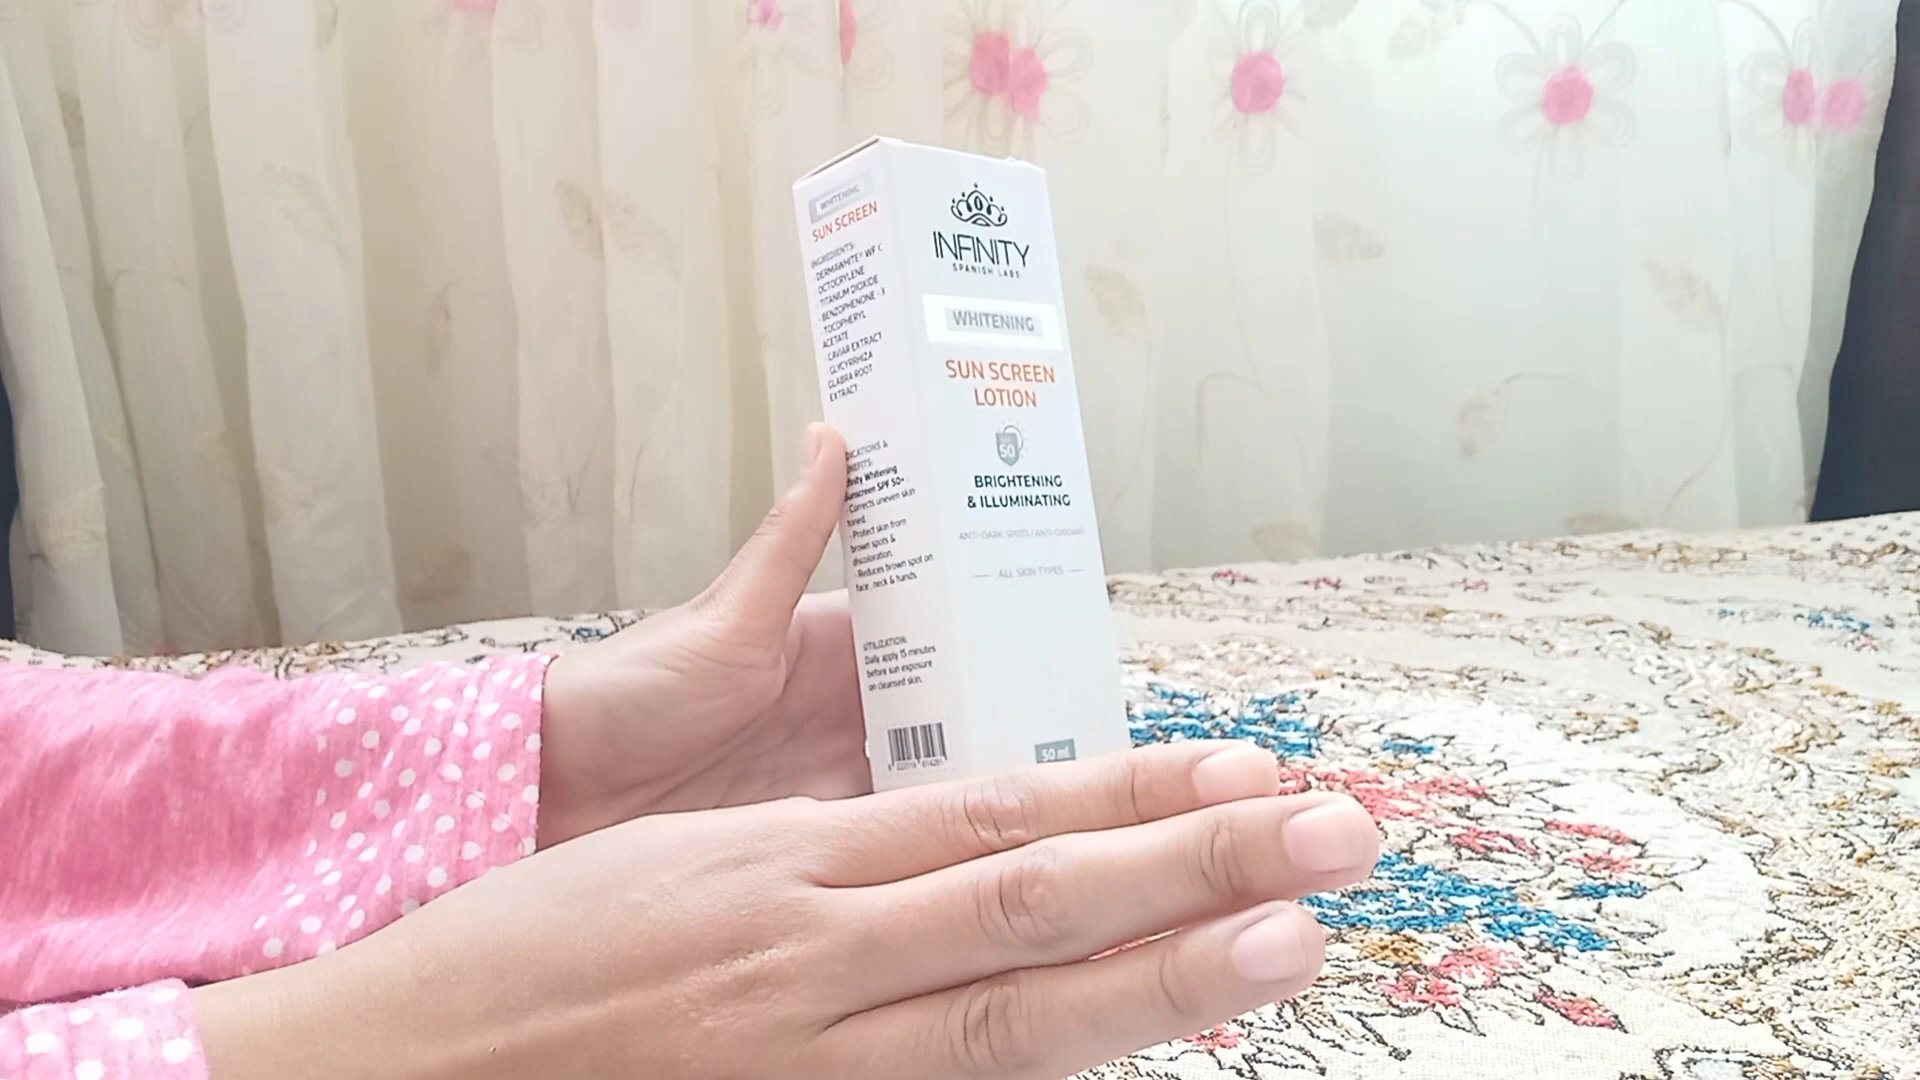 WHITENING
SUN SCREEN
INGREDIENTS:
- DERMAWHITE® WF
- OCTOCRYLENE
- TITANIUM DIOXIDE
- BENZOPHENONE - 3
- TOCOPHERYL
ACETATE
- CAVIAR EXTRACT
- GLYCYRRHIZA
GLABRA ROOT
EXTRACT
Whitening
Sunscreen SPF 50+
- Corrects uneven skin
toned.
- Protect skin from
brown spots &
discoloration.
- Reduces brown spot on
face, neck & hands
UTILIZATION:
Daily apply 15 minutes
before sun exposure
on cleansed skin.
INFINITY
SPANISH LABS
WHITENING
SUN SCREEN
LOTION
50
BRIGHTENING
& ILLUMINATING
ANTI-DARK SPOTS / ANTI-OXIDANT
ALL SKIN TYPES
50 ml